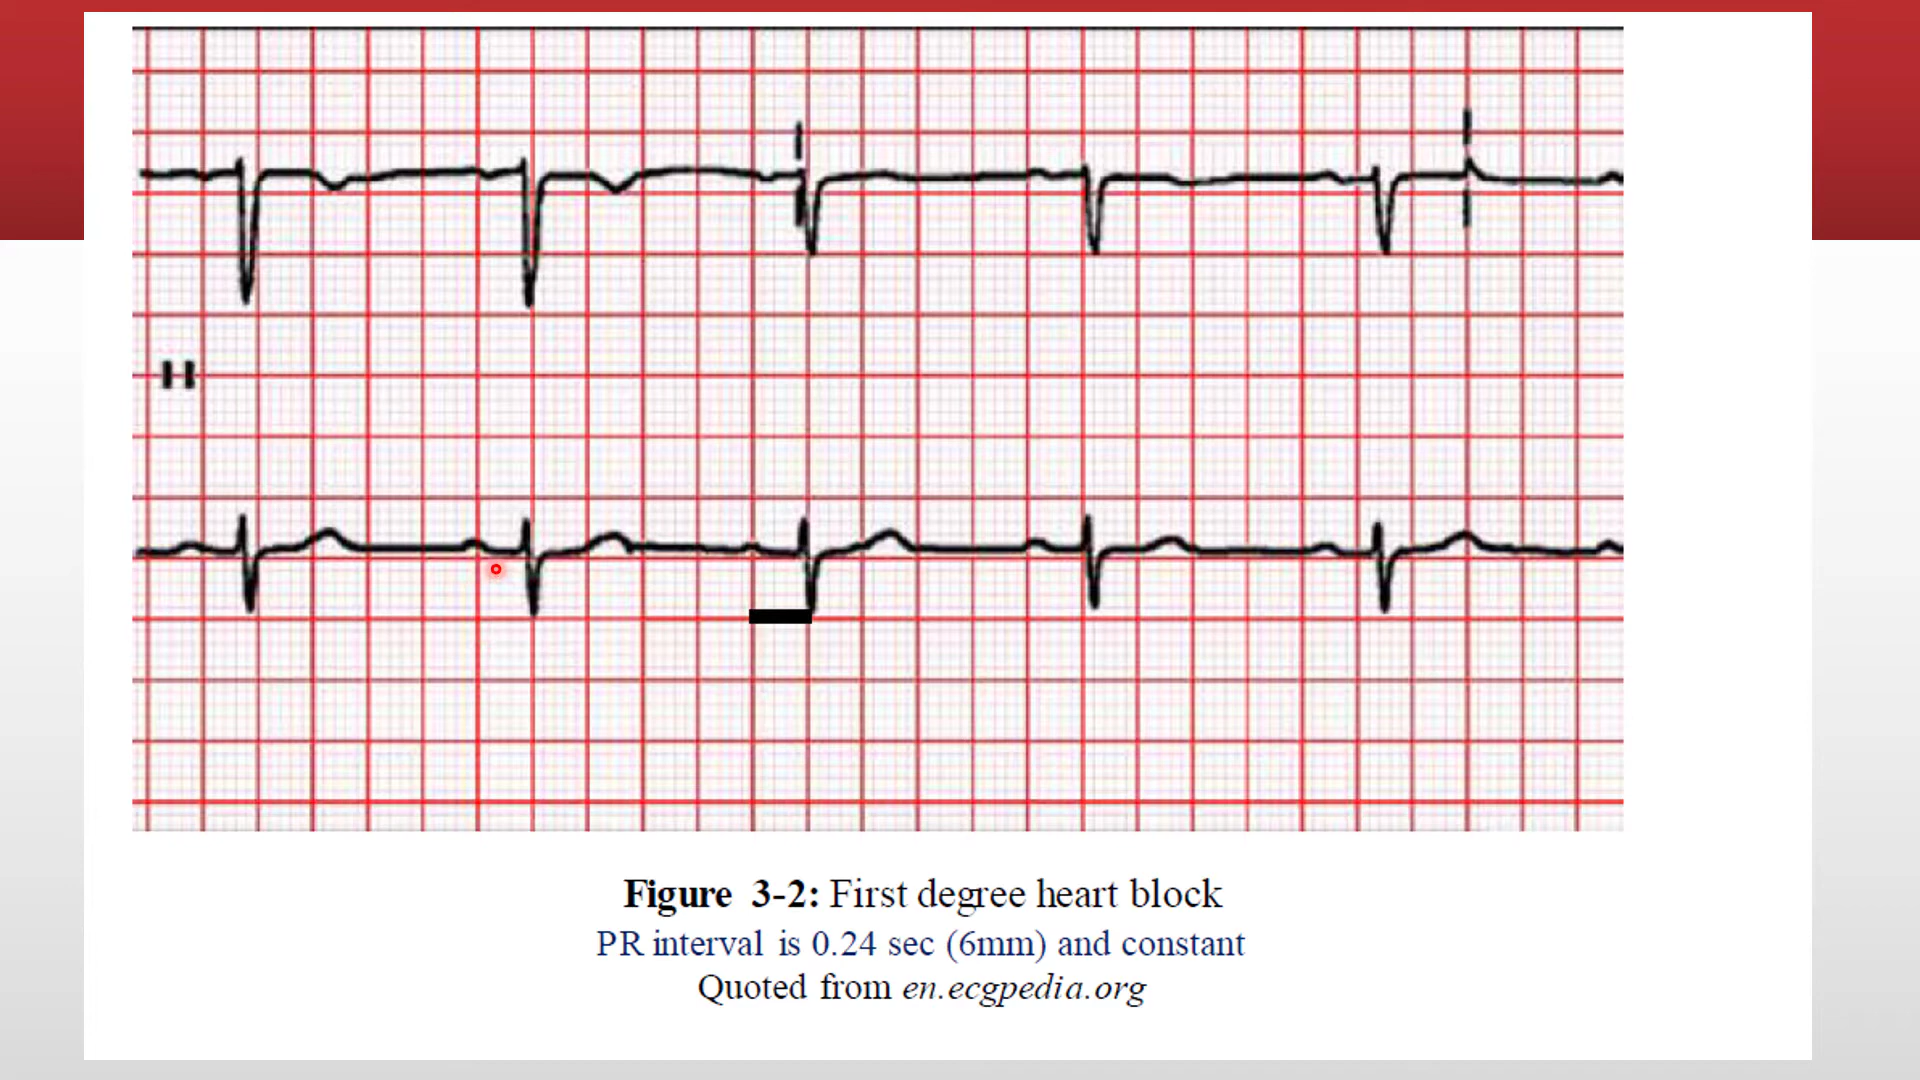 II
Figure 3-2: First degree heart block
PR interval is 0.24 sec (6mm) and constant
Quoted from en.ecgpedia.org